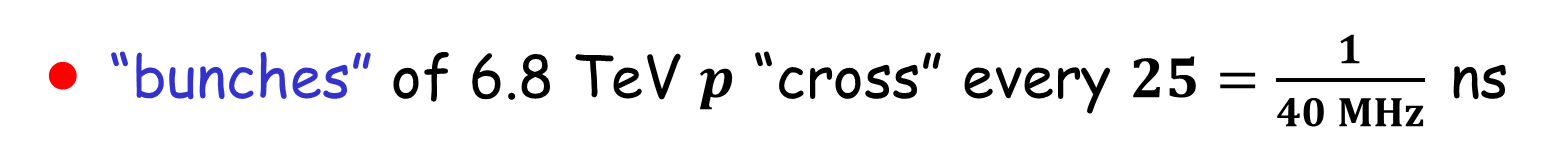 • “bunches” of 6.8 TeV p “cross” every 25 = 1/40 MHz ns